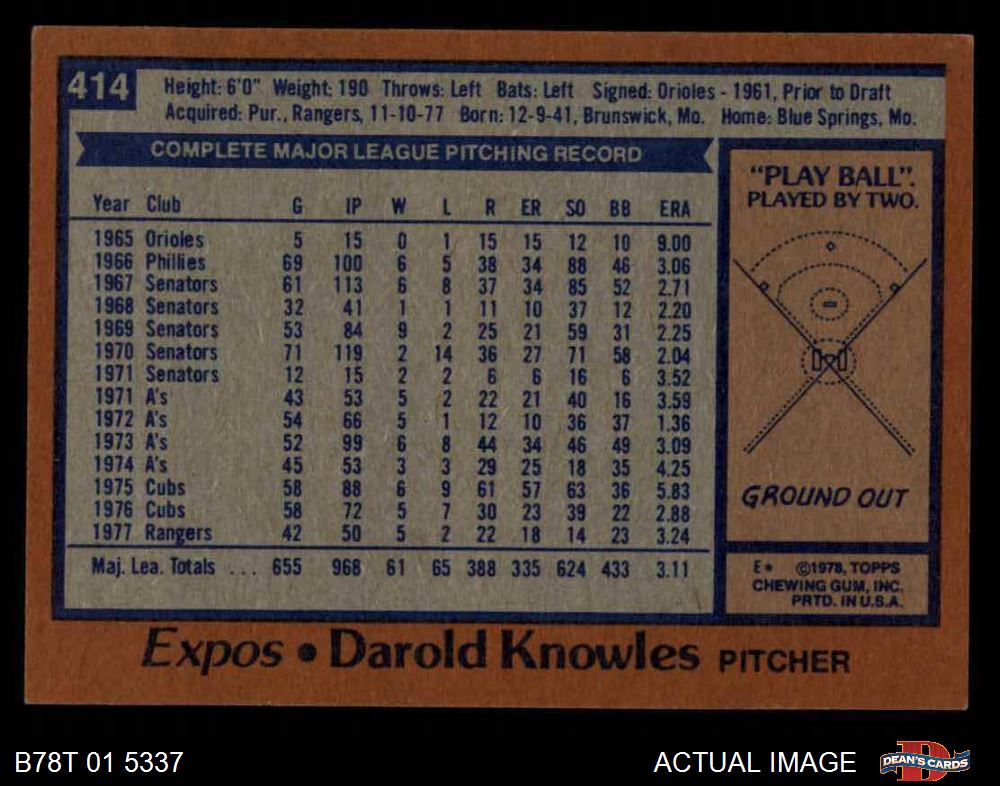 414
Height: 6'0" Weight: 190 Throws: Left Bats: Left Signed: Orioles - 1961, Prior to Draft
Acquired: Pur., Rangers, 11-10-77 Born: 12-9-41, Brunswick, Mo. Home: Blue Springs, Mo.
COMPLETE MAJOR LEAGUE PITCHING RECORD
Year Club G IP W L R ER SO BB ERA
1965 Orioles 5 15 0 1 15 15 12 10 9.00
1966 Phillies 69 100 6 5 38 34 88 46 3.06
1967 Senators 61 113 6 8 37 34 85 52 2.71
1968 Senators 32 41 1 1 11 10 37 12 2.20
1969 Senators 53 84 9 2 25 21 59 31 2.25
1970 Senators 71 119 2 14 36 27 71 58 2.04
1971 Senators 12 15 2 2 6 6 16 6 3.52
1971 A's 43 53 5 2 22 21 40 16 3.59
1972 A's 54 66 5 1 12 10 36 37 1.36
1973 A's 52 99 6 8 44 34 46 49 3.09
1974 A's 45 53 3 3 29 25 18 35 4.25
1975 Cubs 58 88 6 9 61 57 63 36 5.83
1976 Cubs 58 72 5 7 30 23 39 22 2.88
1977 Rangers 42 50 5 2 22 18 14 23 3.24
Maj. Lea. Totals ... 655 968 61 65 388 335 624 433 3.11
"PLAY BALL".
PLAYED BY TWO.
GROUND OUT
E* ©1978, TOPPS
CHEWING GUM, INC.
PRTD. IN U.S.A.
Expos • Darold Knowles PITCHER
B78T 01 5337
ACTUAL IMAGE
D
DEAN'S CARDS